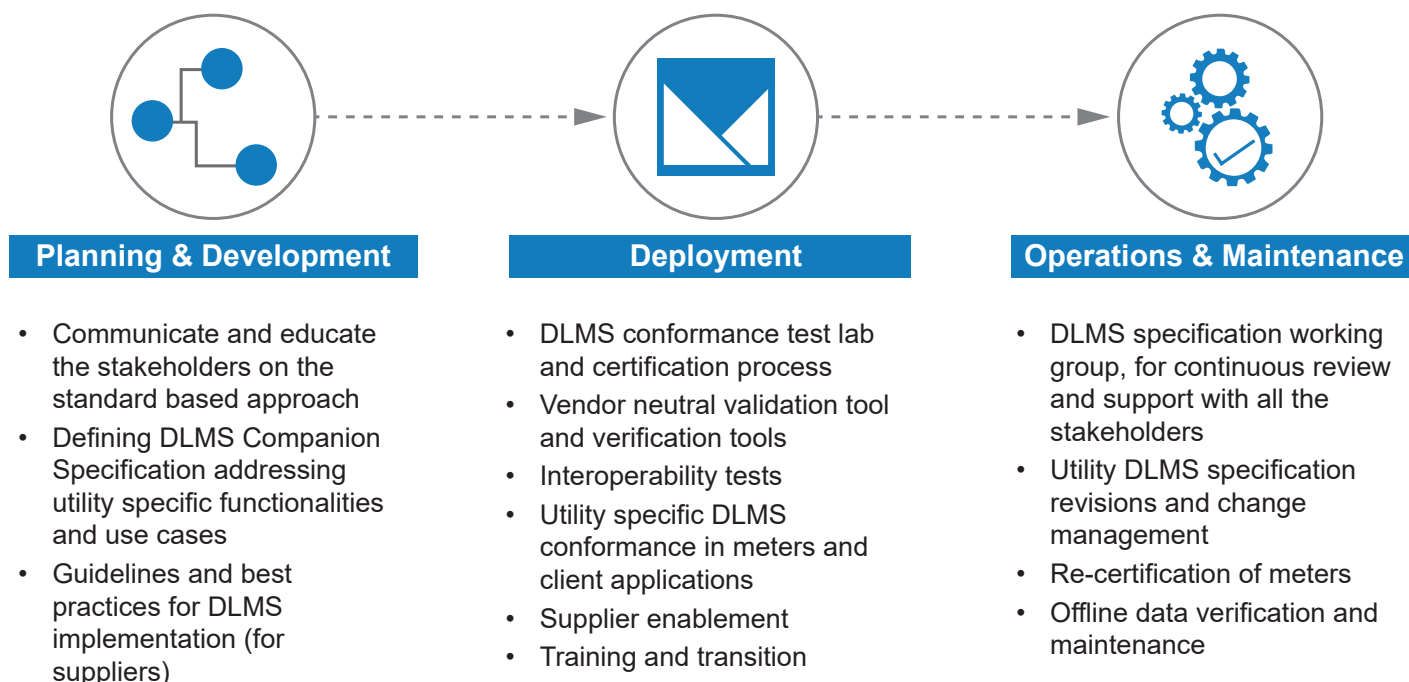 Planning & Development
• Communicate and educate
the stakeholders on the
standard based approach
• Defining DLMS Companion
Specification addressing
utility specific functionalities
and use cases
• Guidelines and best
practices for DLMS
implementation (for
suppliers)
Deployment
• DLMS conformance test lab
and certification process
• Vendor neutral validation tool
and verification tools
• Interoperability tests
• Utility specific DLMS
conformance in meters and
client applications
• Supplier enablement
• Training and transition
Operations & Maintenance
• DLMS specification working
group, for continuous review
and support with all the
stakeholders
• Utility DLMS specification
revisions and change
management
• Re-certification of meters
• Offline data verification and
maintenance